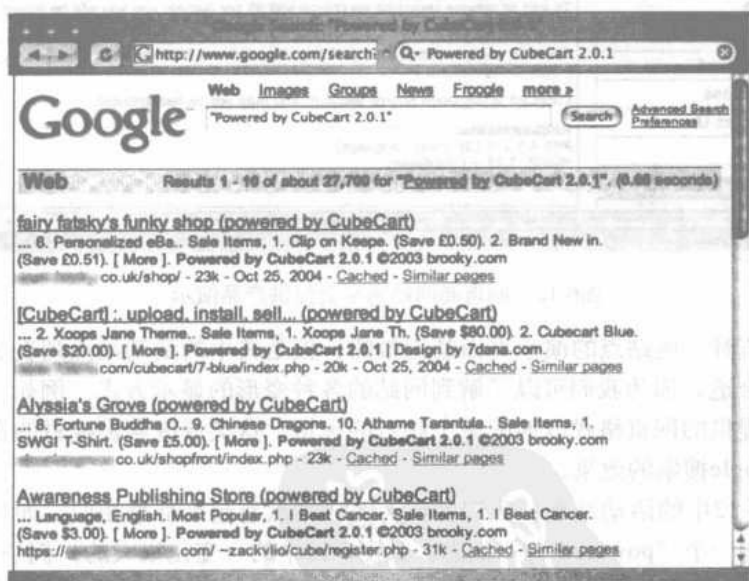 Google Search: "Powered by CubeCart 2.0.1"
http://www.google.com/search? Powered by CubeCart 2.0.1
Web Images Groups News Froogle more »
Google
"Powered by CubeCart 2.0.1" Search Advanced Search
Preferences
Web Results 1 - 10 of about 27,700 for "Powered by CubeCart 2.0.1". (0.68 seconds)
fairy fatsky's funky shop (powered by CubeCart)
... 6. Personalized eBa.. Sale Items, 1. Clip on Keeps. (Save £0.50). 2. Brand New in.
(Save £0.51). [ More ]. Powered by CubeCart 2.0.1 ©2003 brooky.com
co.uk/shop/ - 23k - Oct 25, 2004 - Cached - Similar pages
[CubeCart] :. upload, install, sell... (powered by CubeCart)
... 2. Xoops Jane Theme.. Sale Items, 1. Xoops Jane Th. (Save $80.00). 2. Cubecart Blue.
(Save $20.00). [ More ]. Powered by CubeCart 2.0.1 | Design by 7dana.com.
com/cubecart/7-blue/index.php - 20k - Oct 25, 2004 - Cached - Similar pages
Alyssia's Grove (powered by CubeCart)
... 8. Fortune Buddha O.. 9. Chinese Dragons. 10. Athame Tarantula.. Sale Items, 1.
SWGI T-Shirt. (Save £5.00). [ More ]. Powered by CubeCart 2.0.1 ©2003 brooky.com
co.uk/shopfront/index.php - 23k - Cached - Similar pages
Awareness Publishing Store (powered by CubeCart)
... Language, English. Most Popular, 1. I Beat Cancer. Sale Items, 1. I Beat Cancer.
(Save $3.00). [ More ]. Powered by CubeCart 2.0.1 ©2003 brooky.com
https:// com/ ~zackvlio/cube/register.php - 31k - Cached - Similar pages